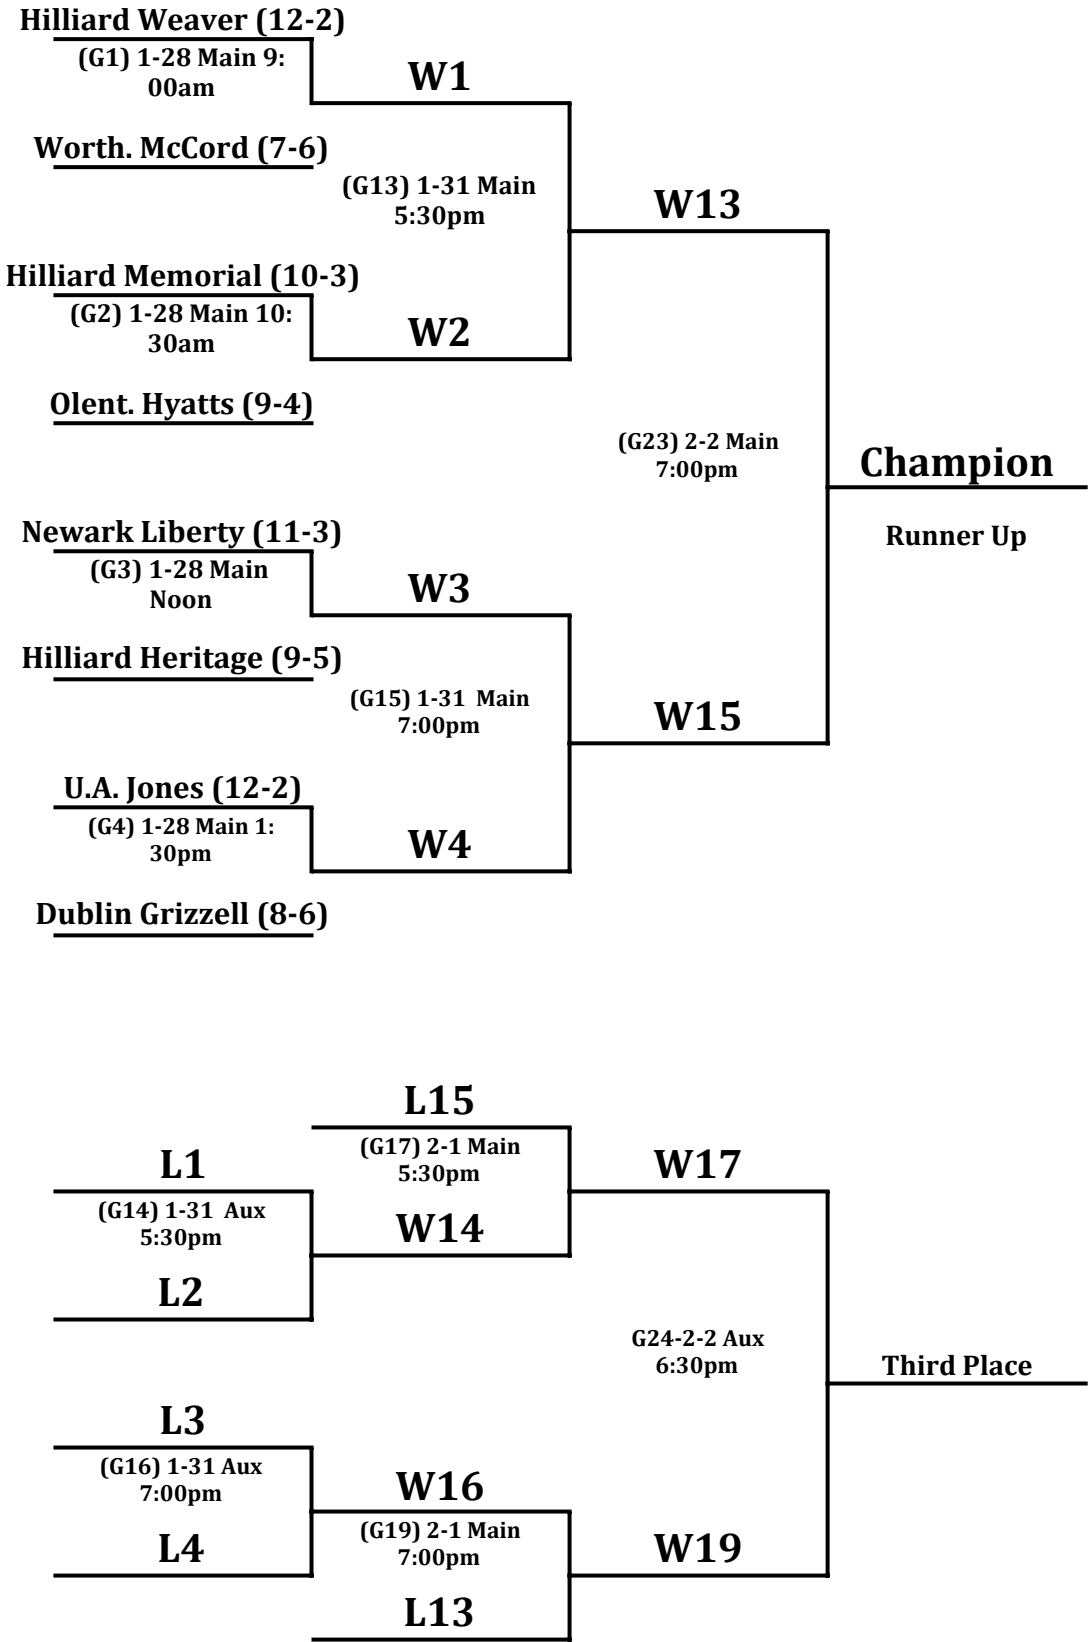 Hilliard Weaver (12-2)
(G1) 1-28 Main 9:
00am
W1
Worth. McCord (7-6)
(G13) 1-31 Main
5:30pm
W13
Hilliard Memorial (10-3)
(G2) 1-28 Main 10:
30am
W2
Olent. Hyatts (9-4)
(G23) 2-2 Main
7:00pm
Champion
Runner Up
Newark Liberty (11-3)
(G3) 1-28 Main
Noon
W3
Hilliard Heritage (9-5)
(G15) 1-31 Main
7:00pm
W15
U.A. Jones (12-2)
(G4) 1-28 Main 1:
30pm
W4
Dublin Grizzell (8-6)
L15
(G17) 2-1 Main
5:30pm
L1
W17
(G14) 1-31 Aux
5:30pm
W14
L2
G24-2-2 Aux
6:30pm
Third Place
L3
(G16) 1-31 Aux
7:00pm
W16
(G19) 2-1 Main
7:00pm
L4
W19
L13